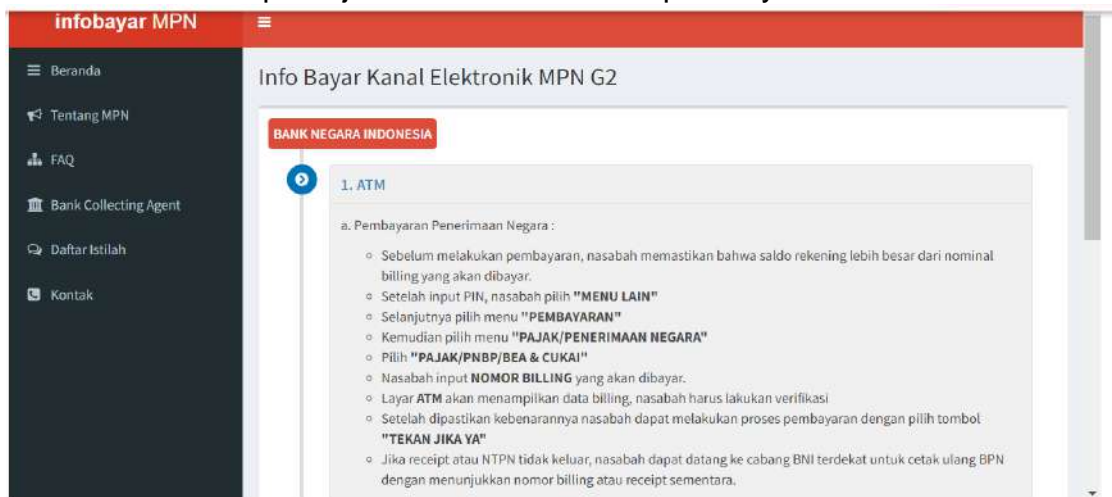 infobayar MPN
Beranda
Tentang MPN
FAQ
Bank Collecting Agent
Daftar Istilah
Kontak
Info Bayar Kanal Elektronik MPN G2
BANK NEGARA INDONESIA
1. ATM
a. Pembayaran Penerimaan Negara :
Sebelum melakukan pembayaran, nasabah memastikan bahwa saldo rekening lebih besar dari nominal
billing yang akan dibayar.
Setelah input PIN, nasabah pilih "MENU LAIN"
Selanjutnya pilih menu "PEMBAYARAN"
Kemudian pilih menu "PAJAK/PENERIMAAN NEGARA"
Pilih "PAJAK/PNBP/BEA & CUKAI"
Nasabah input NOMOR BILLING yang akan dibayar.
Layar ATM akan menampilkan data billing, nasabah harus lakukan verifikasi
Setelah dipastikan kebenarannya nasabah dapat melakukan proses pembayaran dengan pilih tombol
"TEKAN JIKA YA"
Jika receipt atau NTPN tidak keluar, nasabah dapat datang ke cabang BNI terdekat untuk cetak ulang BPN
dengan menunjukkan nomor billing atau receipt sementara.